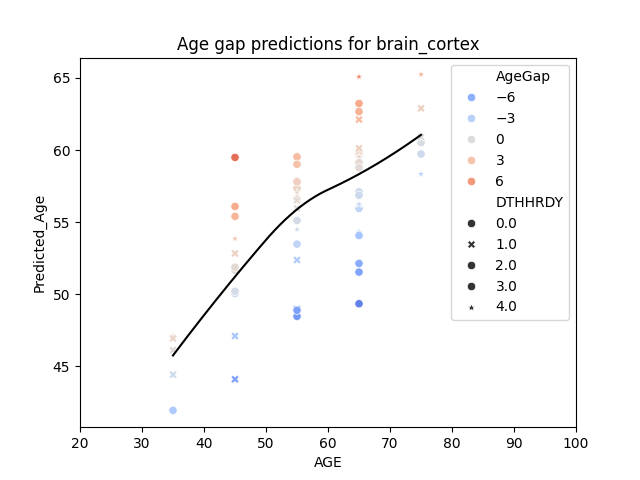 Age gap predictions for brain_cortex
Predicted_Age
65
60
55
50
45
20 30 40 50 60 70 80 90 100
AGE
AgeGap
−6
−3
0
3
6
DTHHRDY
0.0
1.0
2.0
3.0
4.0